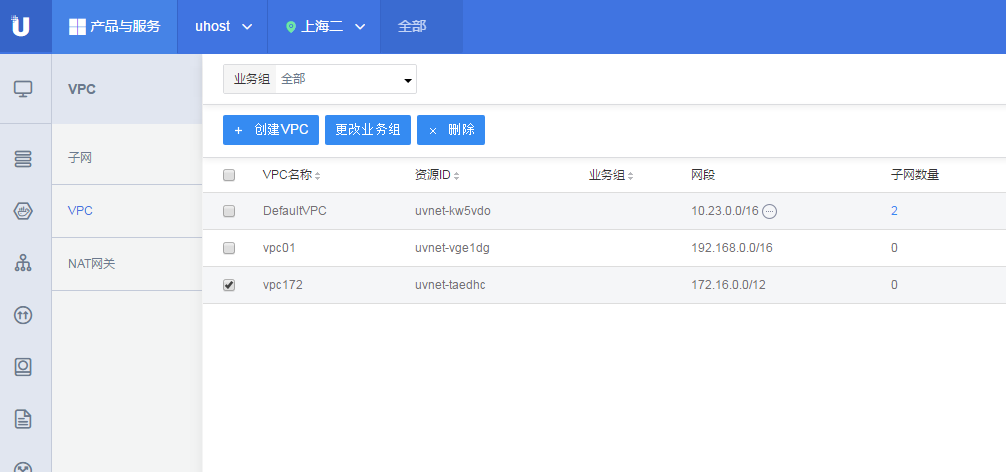 U 产品与服务 uhost 上海二 全部
VPC
子网
VPC
NAT网关
业务组 全部
+ 创建VPC 更改业务组 × 删除
VPC名称 资源ID 业务组 网段 子网数量
DefaultVPC uvnet-kw5vdo 10.23.0.0/16 2
vpc01 uvnet-vge1dg 192.168.0.0/16 0
vpc172 uvnet-taedhc 172.16.0.0/12 0